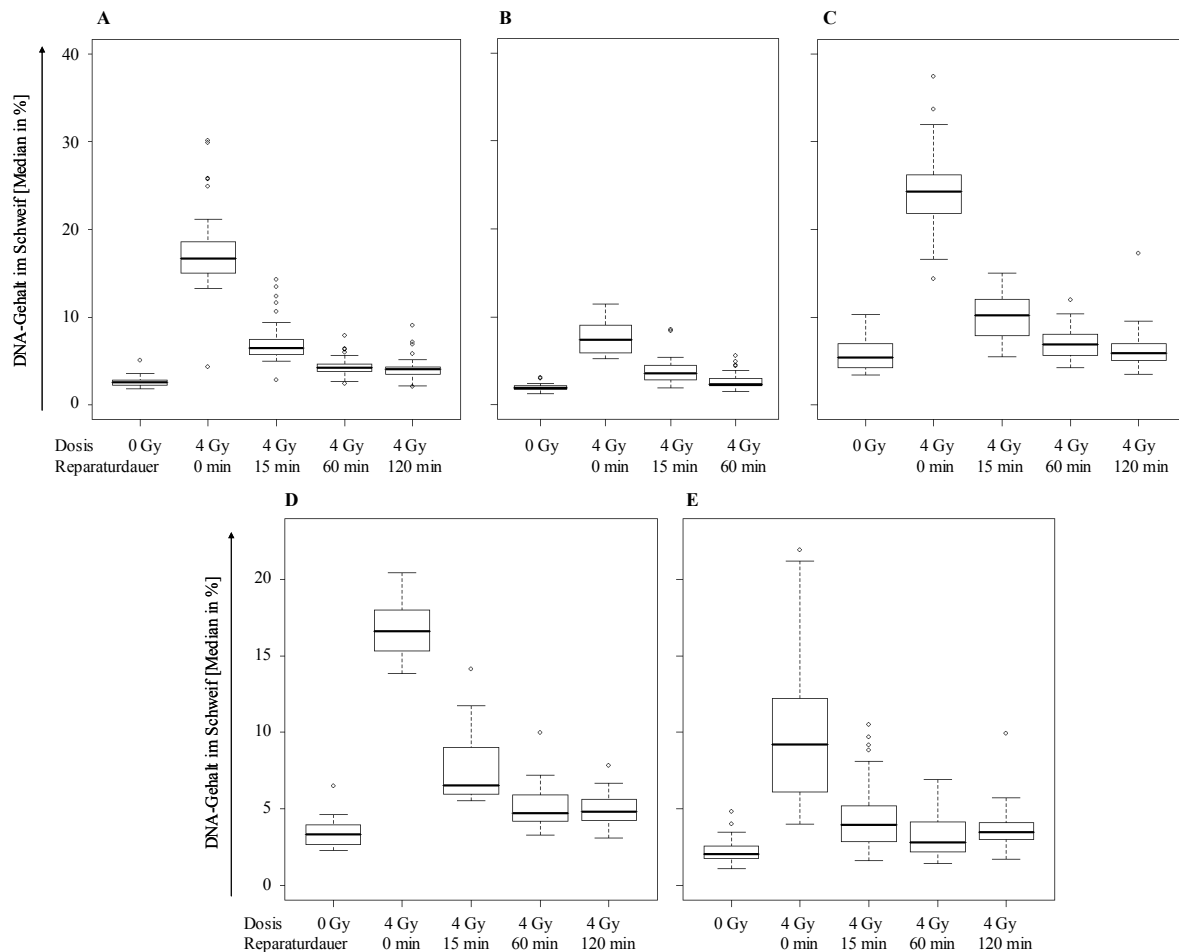 A
B
C
DNA-Gehalt im Schweif [Median in %]
40
30
20
10
0
Dosis 0 Gy 4 Gy 4 Gy 4 Gy 4 Gy 0 Gy 4 Gy 4 Gy 4 Gy 0 Gy 4 Gy 4 Gy 4 Gy 4 Gy
Reparaturdauer 0 min 15 min 60 min 120 min 0 min 15 min 60 min 0 min 15 min 60 min 120 min
D
E
DNA-Gehalt im Schweif [Median in %]
20
15
10
5
0
Dosis 0 Gy 4 Gy 4 Gy 4 Gy 4 Gy 0 Gy 4 Gy 4 Gy 4 Gy 4 Gy
Reparaturdauer 0 min 15 min 60 min 120 min 0 min 15 min 60 min 120 min